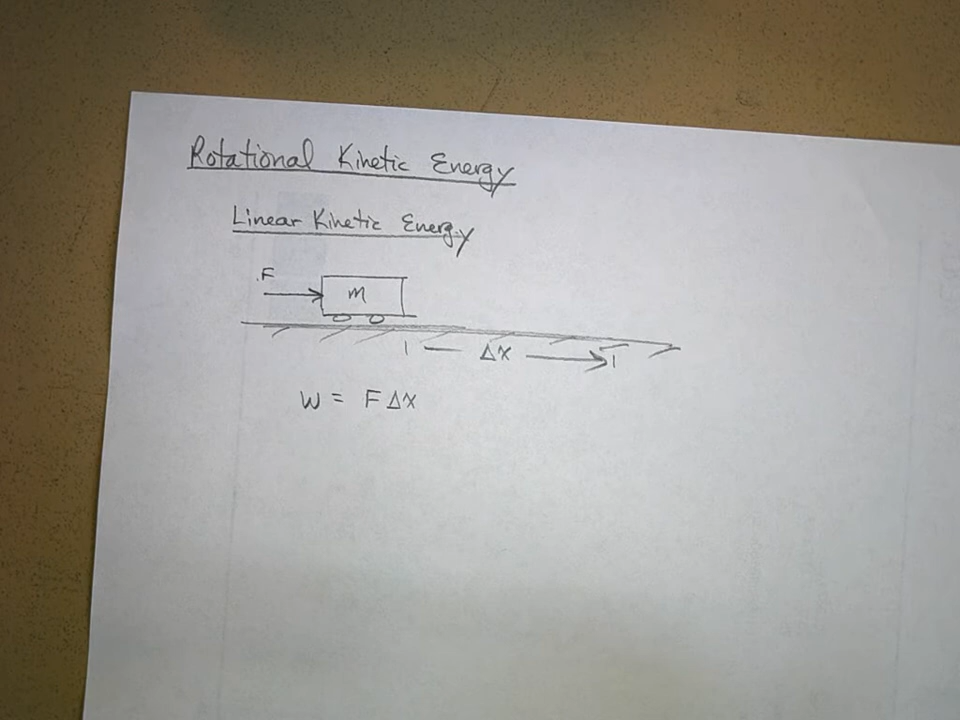 Rotational Kinetic Energy
Linear Kinetic Energy
F
m
Δx
W = FΔx